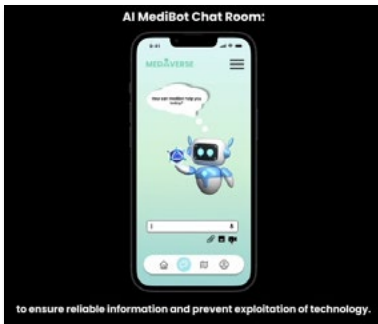 AI MediBot Chat Room:
9:41
MEDIAVERSE
How can MediBot help you
today?
to ensure reliable information and prevent exploitation of technology.